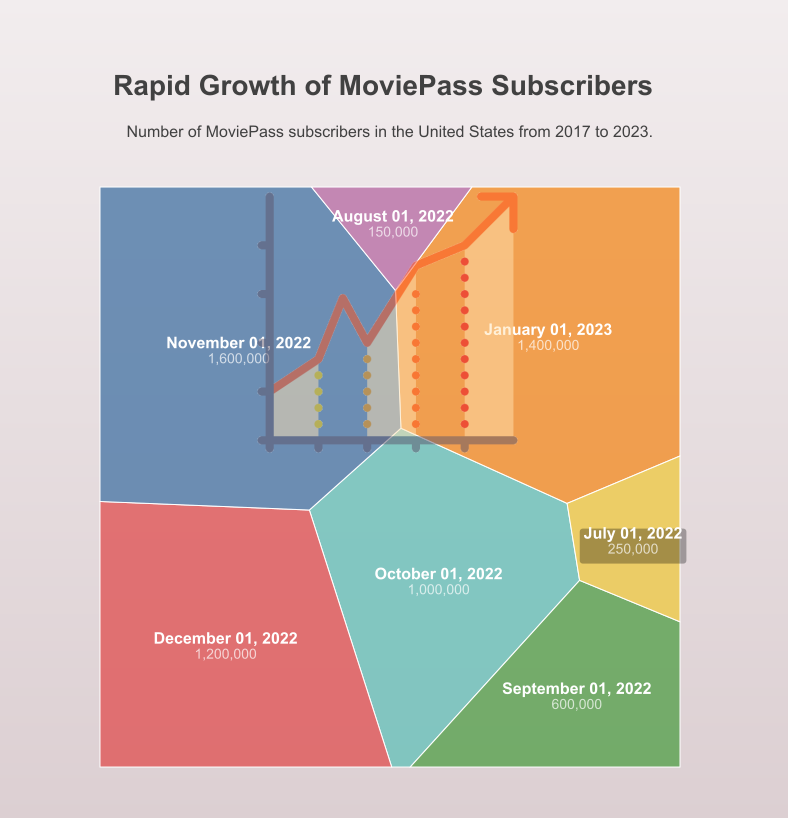 Rapid Growth of MoviePass Subscribers
Number of MoviePass subscribers in the United States from 2017 to 2023.
August 01, 2022
150,000
November 01, 2022
1,600,000
January 01, 2023
1,400,000
July 01, 2022
250,000
October 01, 2022
1,000,000
December 01, 2022
1,200,000
September 01, 2022
600,000